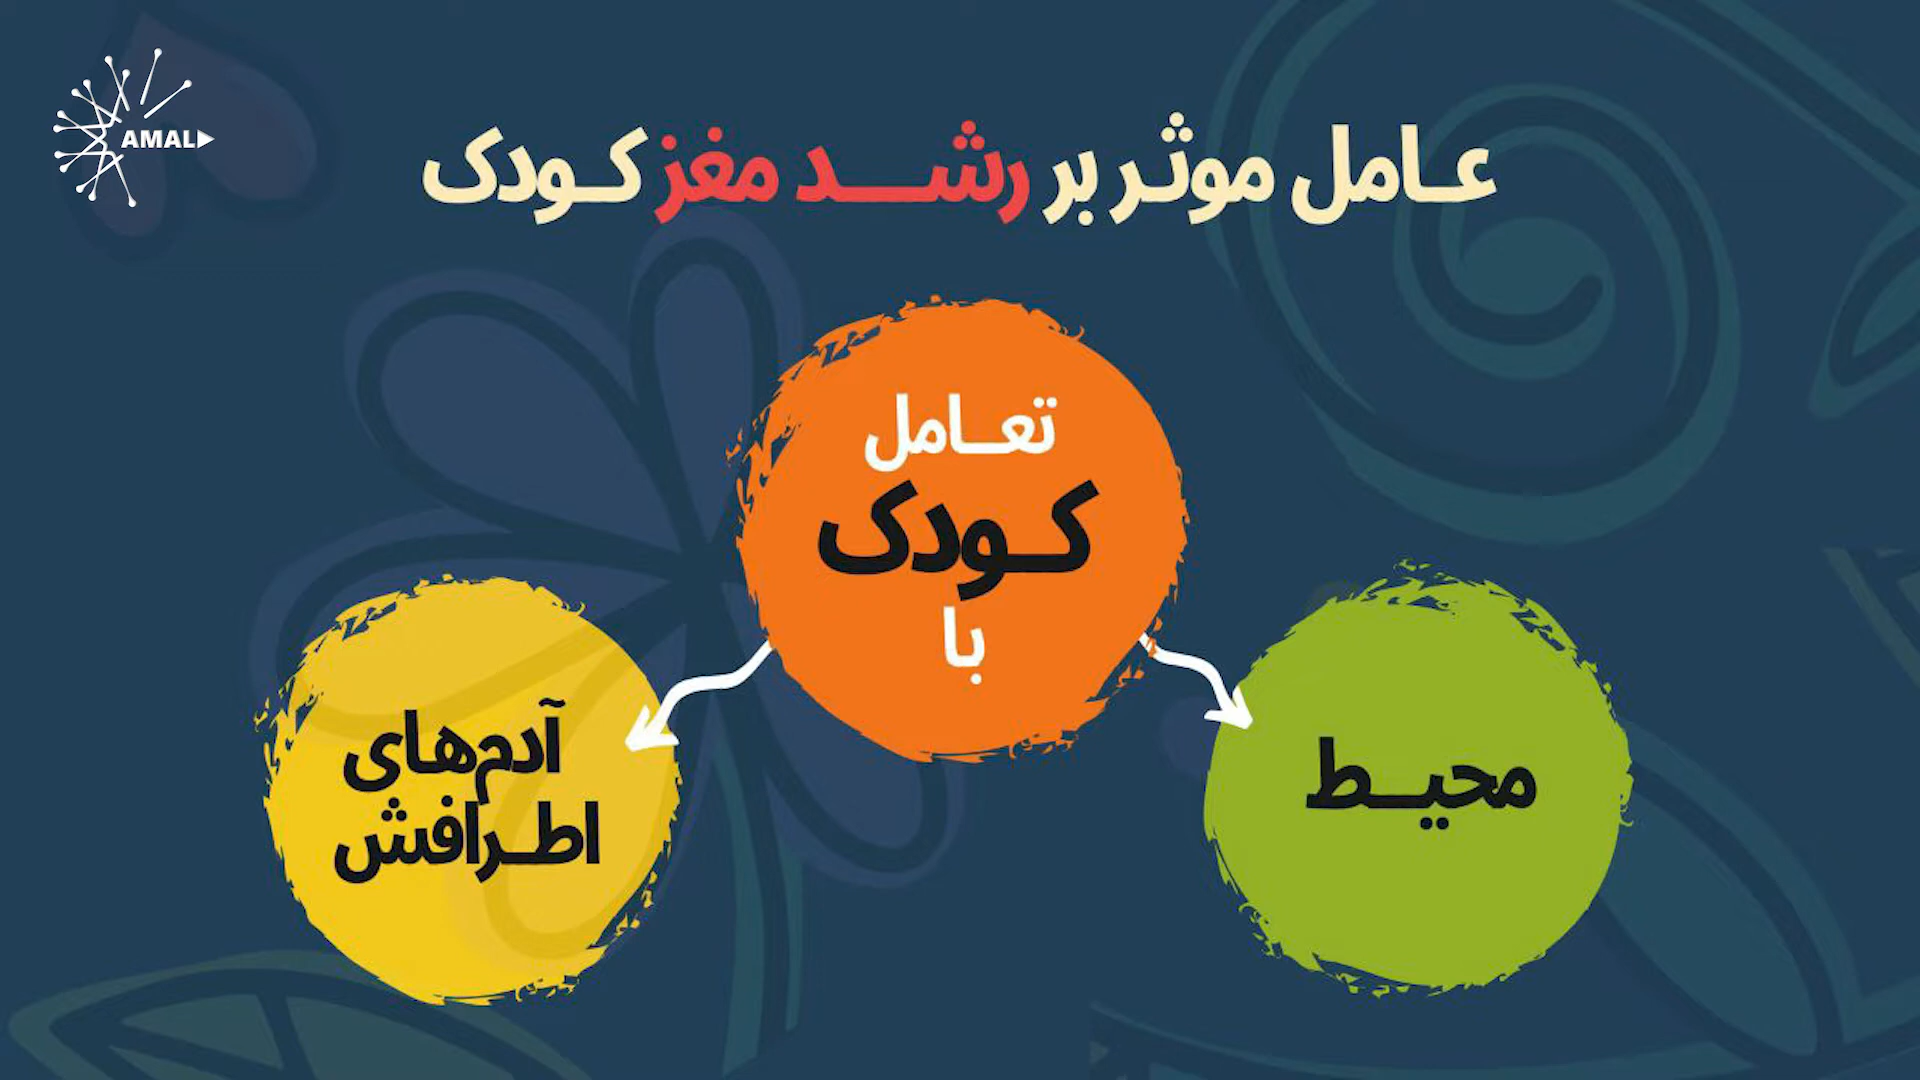 AMAL
عامل موثر بر رشد مغز کودک
تعامل
کودک
با
محیط
آدم‌های
اطرافش